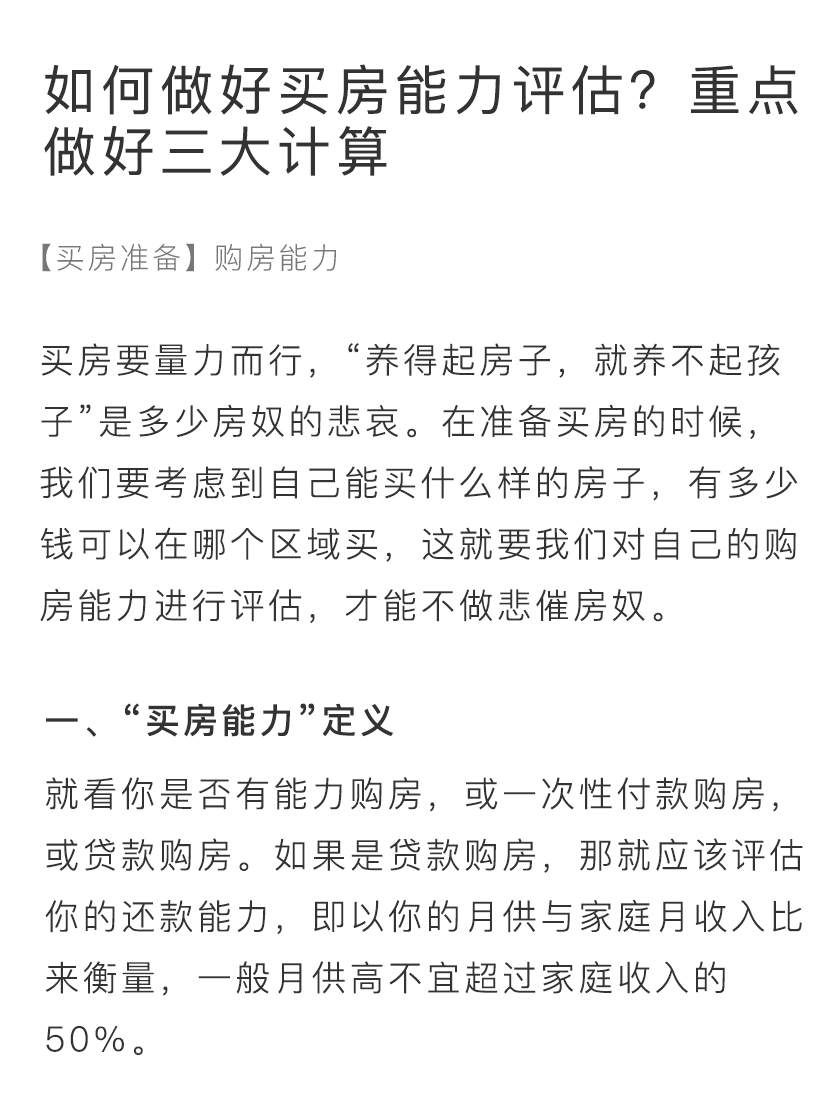 如何做好买房能力评估？重点
做好三大计算
【买房准备】购房能力
买房要量力而行，“养得起房子，就养不起孩
子”是多少房奴的悲哀。在准备买房的时候，
我们要考虑到自己能买什么样的房子，有多少
钱可以在哪个区域买，这就要我们对自己的购
房能力进行评估，才能不做悲催房奴。
一、“买房能力”定义
就看你是否有能力购房，或一次性付款购房，
或贷款购房。如果是贷款购房，那就应该评估
你的还款能力，即以你的月供与家庭月收入比
来衡量，一般月供高不宜超过家庭收入的
50%。